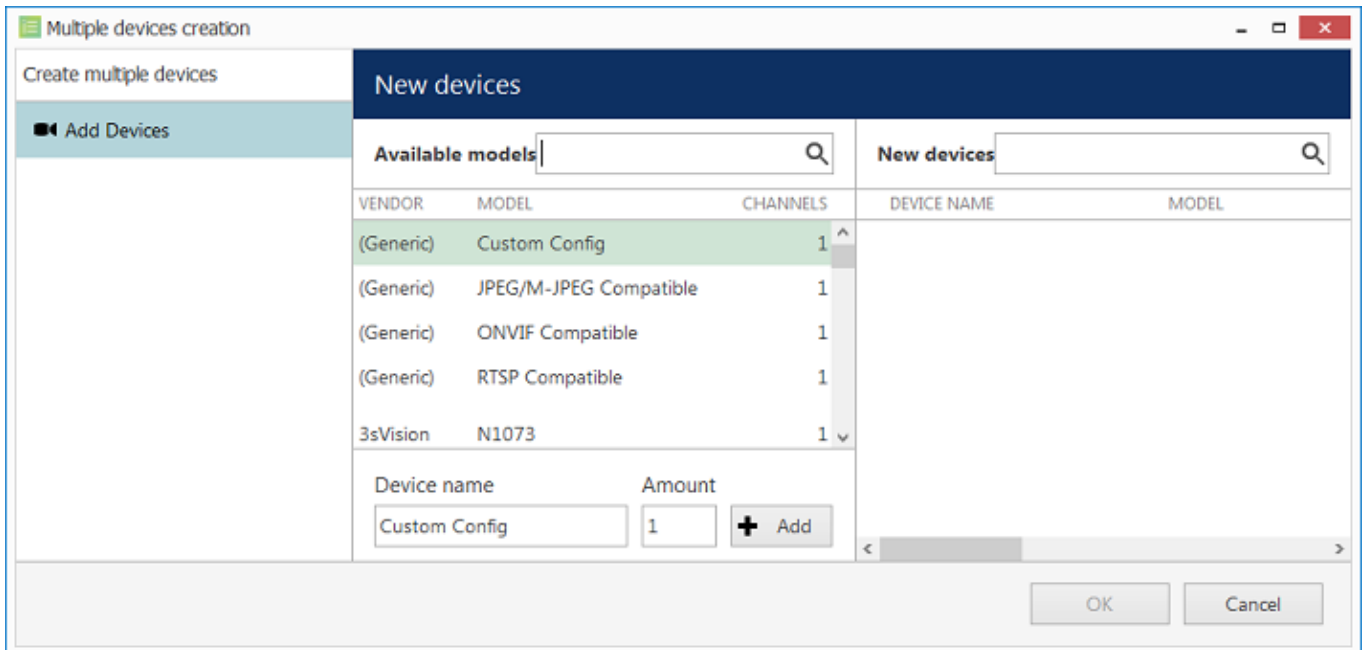 Multiple devices creation
Create multiple devices
Add Devices
New devices
Available models
New devices
VENDOR MODEL CHANNELS
DEVICE NAME MODEL
(Generic) Custom Config 1
(Generic) JPEG/M-JPEG Compatible 1
(Generic) ONVIF Compatible 1
(Generic) RTSP Compatible 1
3sVision N1073 1
Device name Amount
Custom Config 1 Add
OK Cancel